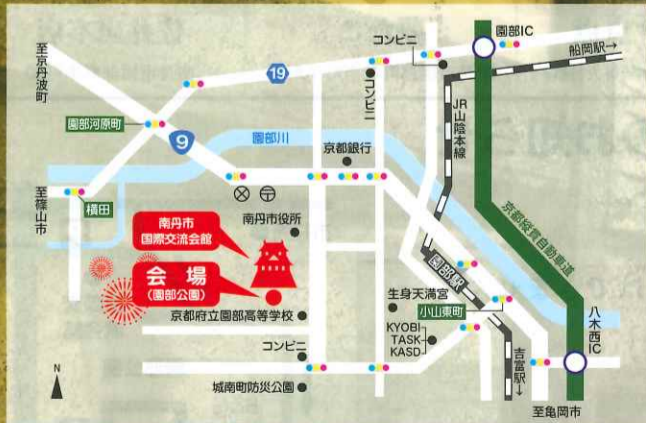 コンビニ
園部IC
船岡駅→
至京丹波町
19
コンビニ
JR山陰本線
園部河原町
9
園部川
京都銀行
京都縦貫自動車道
至篠山市
横田
南丹市役所
南丹市
国際交流会館
会場
(園部公園)
園部駅
生身天満宮
小山東町
京都府立園部高等学校
KYOBI
TASK
KASD
八木西IC
コンビニ
吉富駅→
城南町防災公園
N
至亀岡市